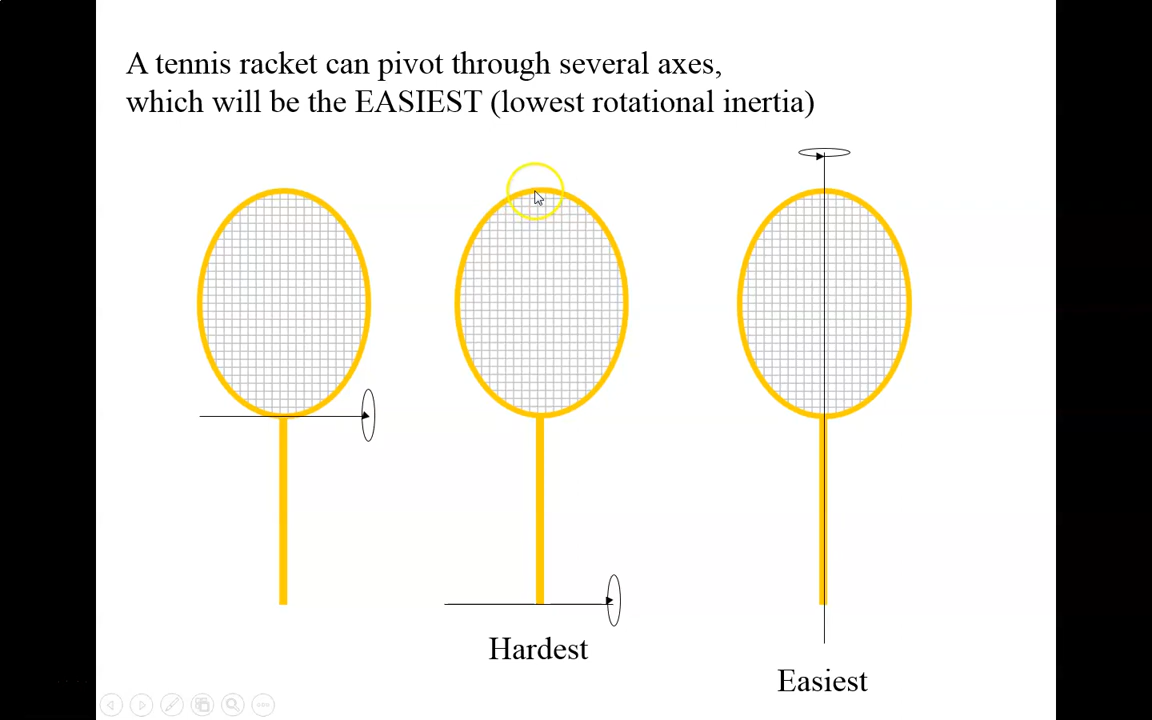 A tennis racket can pivot through several axes,
which will be the EASIEST (lowest rotational inertia)
Hardest
Easiest